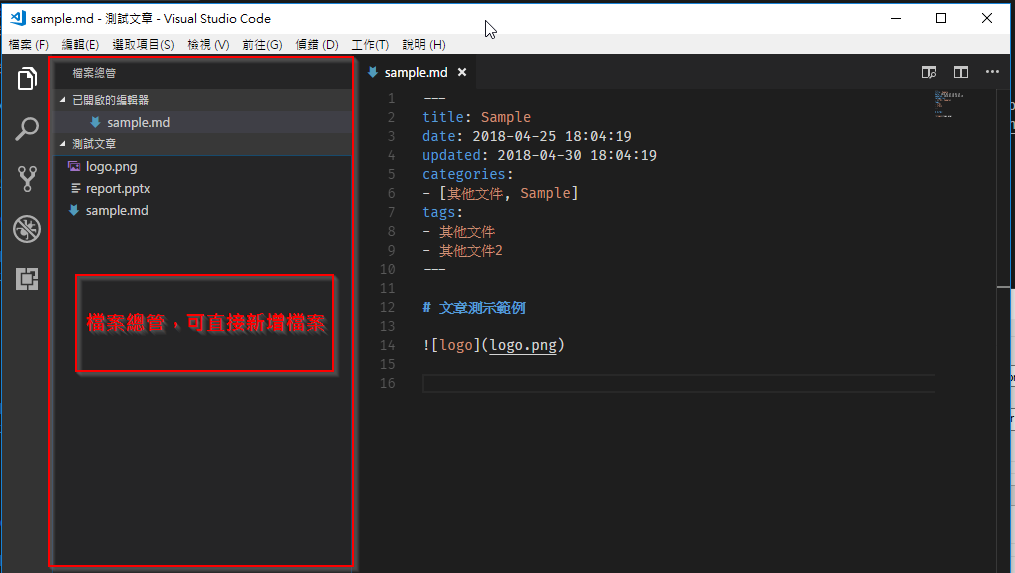 sample.md - 測試文章 - Visual Studio Code
檔案 (F) 編輯(E) 選取項目(S) 檢視 (V) 前往(G) 偵錯 (D) 工作(T) 說明 (H)
檔案總管
已開啟的編輯器
sample.md
測試文章
logo.png
report.pptx
sample.md
檔案總管，可直接新增檔案
sample.md
1 ---
2 title: Sample
3 date: 2018-04-25 18:04:19
4 updated: 2018-04-30 18:04:19
5 categories:
6 - [其他文件, Sample]
7 tags:
8 - 其他文件
9 - 其他文件2
10 ---
11
12 # 文章測示範例
13
14 ![logo](logo.png)
15
16